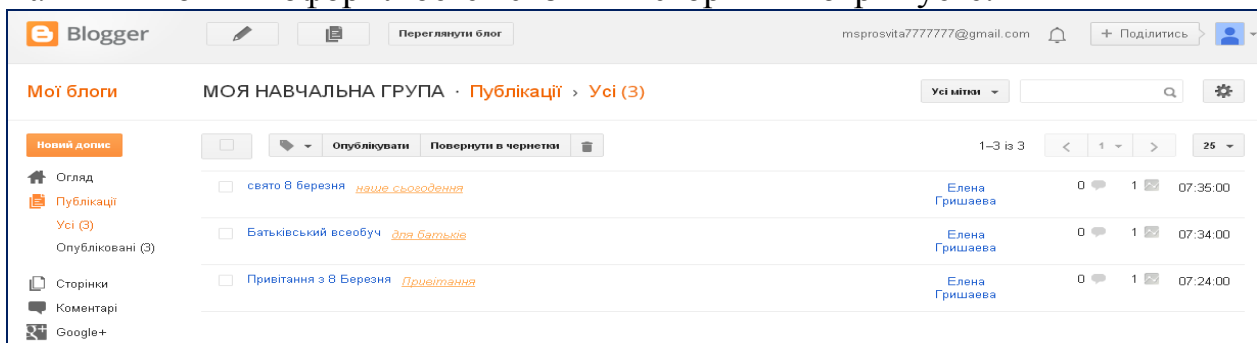 Blogger
Переглянути блог
msprosvita7777777@gmail.com
+ Поділитись
Мої блоги
МОЯ НАВЧАЛЬНА ГРУПА · Публікації › Усі (3)
Усі мітки
Новий допис
Опублікувати
Повернути в чернетки
1–3 із 3
1
25
Огляд
Публікації
Усі (3)
Опубліковані (3)
Сторінки
Коментарі
Google+
свято 8 березня наше сьогодення
Елена Гришаева
0 1 07:35:00
Батьківський всеобуч для батьків
Елена Гришаева
0 1 07:34:00
Привітання з 8 Березня Привітання
Елена Гришаева
0 1 07:24:00